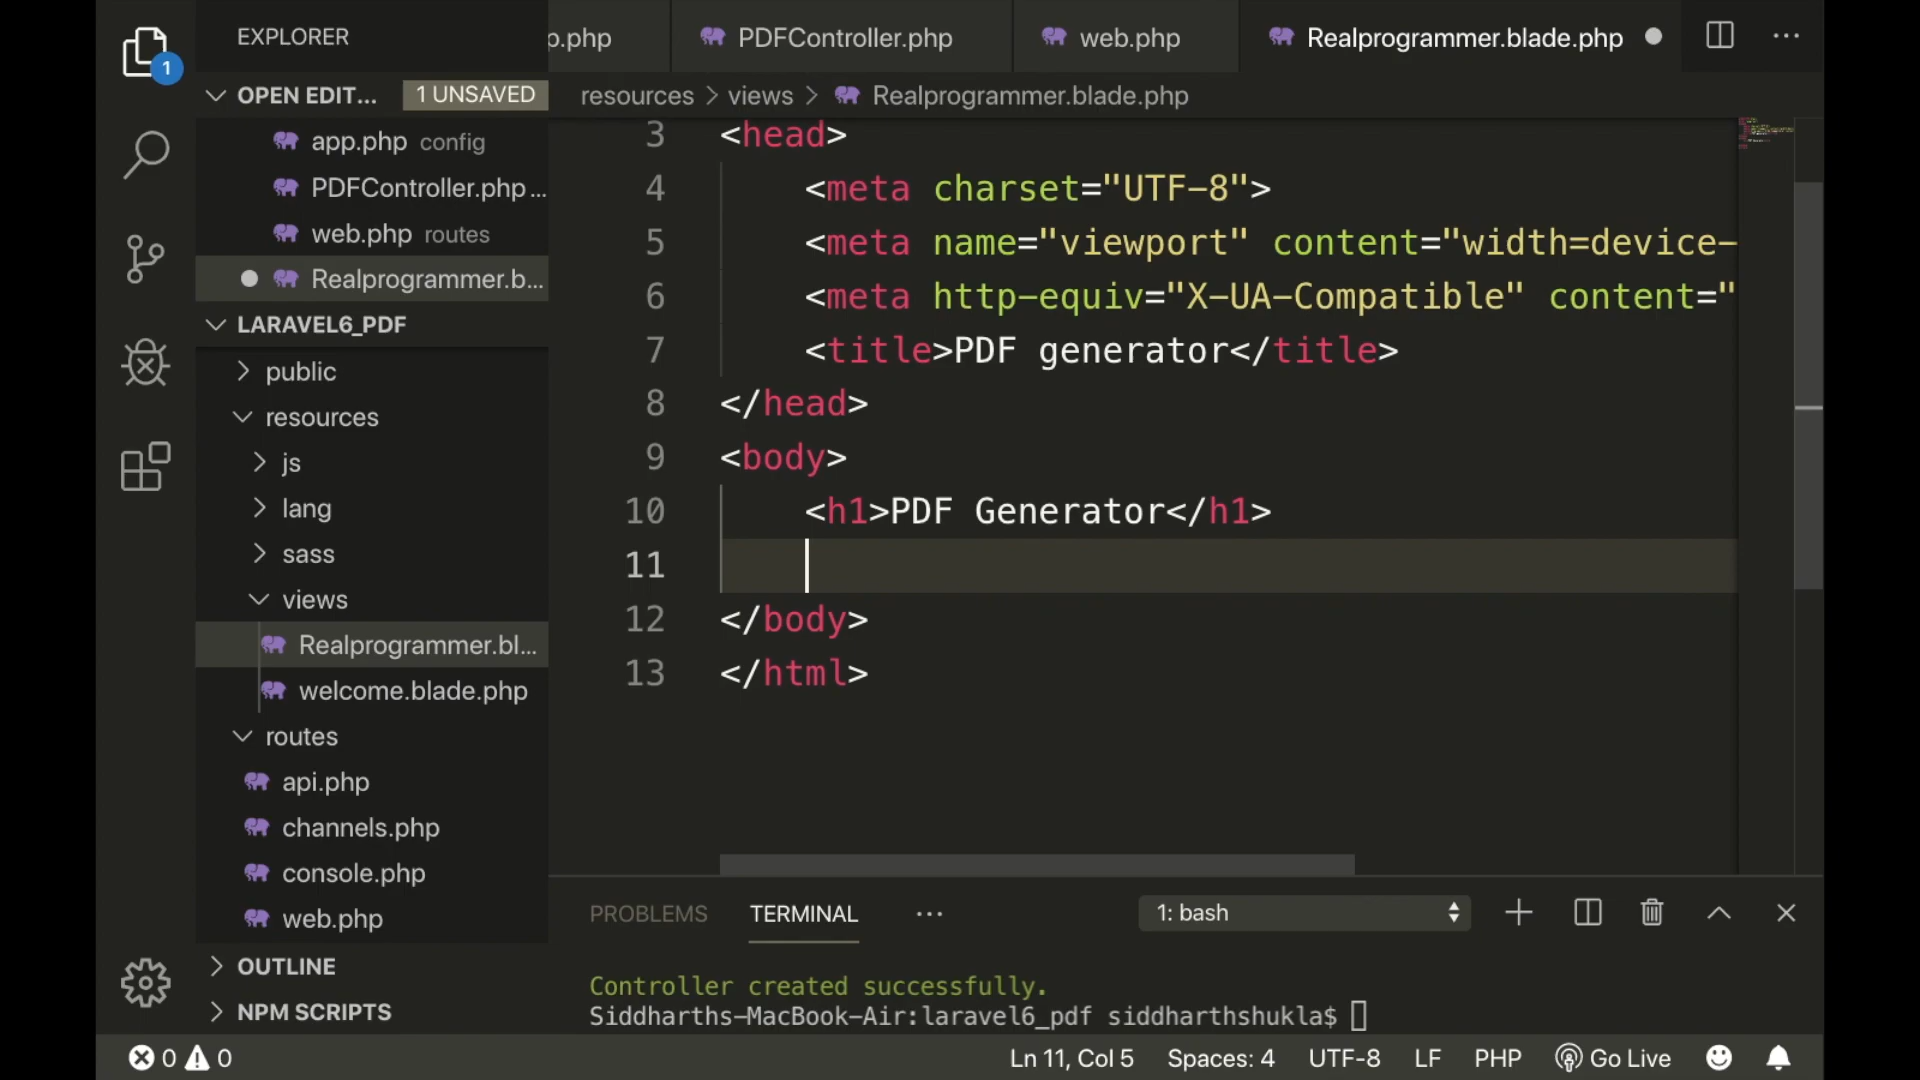 1
EXPLORER
OPEN EDIT... 1 UNSAVED
app.php config
PDFController.php ...
web.php routes
Realprogrammer.b...
LARAVEL6_PDF
public
resources
js
lang
sass
views
Realprogrammer.bl...
welcome.blade.php
routes
api.php
channels.php
console.php
web.php
OUTLINE
NPM SCRIPTS
p.php PDFController.php web.php Realprogrammer.blade.php ...
resources > views > Realprogrammer.blade.php
3 <head>
4 <meta charset="UTF-8">
5 <meta name="viewport" content="width=device-
6 <meta http-equiv="X-UA-Compatible" content="
7 <title>PDF generator</title>
8 </head>
9 <body>
10 <h1>PDF Generator</h1>
11
12 </body>
13 </html>
PROBLEMS TERMINAL ... 1: bash
Controller created successfully.
Siddharths-MacBook-Air:laravel6_pdf siddharthshukla$
0 0 Ln 11, Col 5 Spaces: 4 UTF-8 LF PHP Go Live